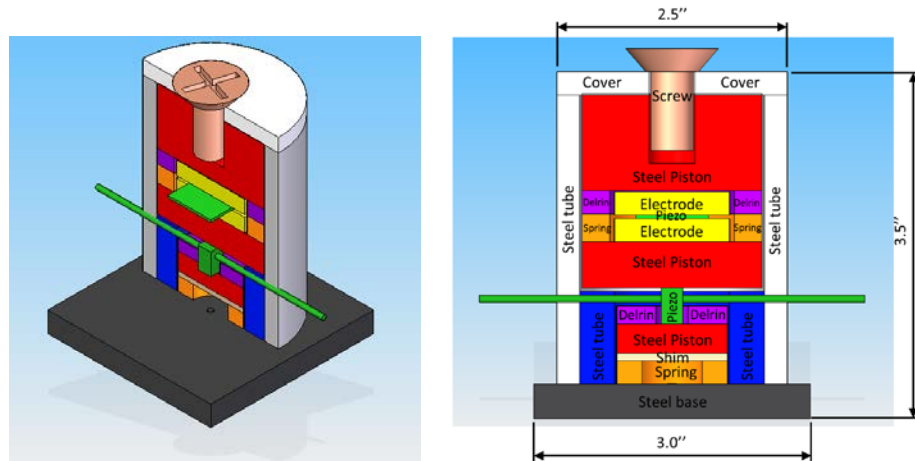 2.5’’
Cover Cover
Screw
Steel Piston
Delrin Electrode Delrin
Piezo
Spring Electrode Spring
Steel tube Steel tube
3.5’’
Steel Piston
Piezo
Delrin Delrin
Steel Piston
Steel tube Steel tube
Shim
Spring
Steel base
3.0’’